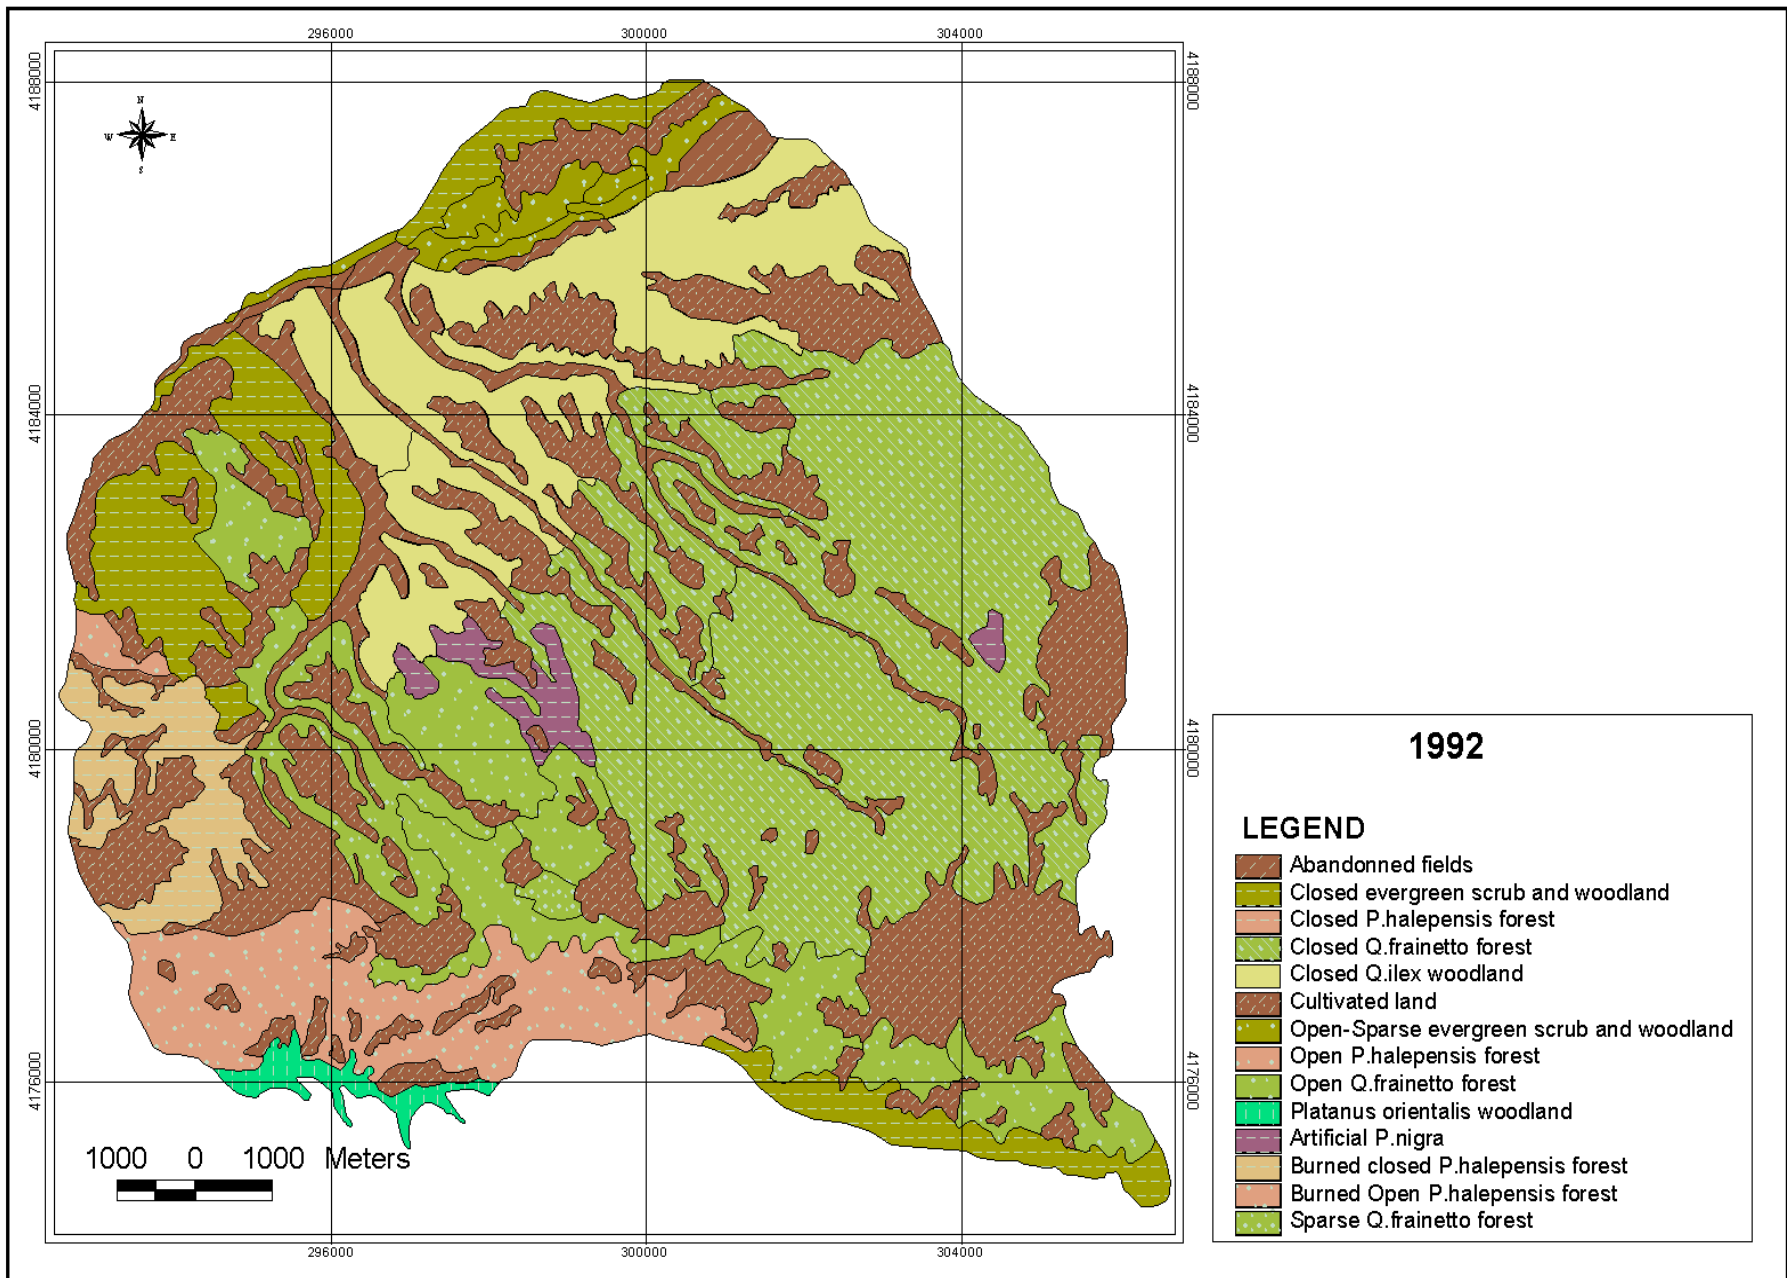 296000 300000 304000
4188000 4188000
N
W E
S
4184000 4184000
4180000 4180000
4176000 4176000
1992
LEGEND
Abandonned fields
Closed evergreen scrub and woodland
Closed P.halepensis forest
Closed Q.frainetto forest
Closed Q.ilex woodland
Cultivated land
Open-Sparse evergreen scrub and woodland
Open P.halepensis forest
Open Q.frainetto forest
Platanus orientalis woodland
Artificial P.nigra
Burned closed P.halepensis forest
Burned Open P.halepensis forest
Sparse Q.frainetto forest
1000 0 1000 Meters
296000 300000 304000